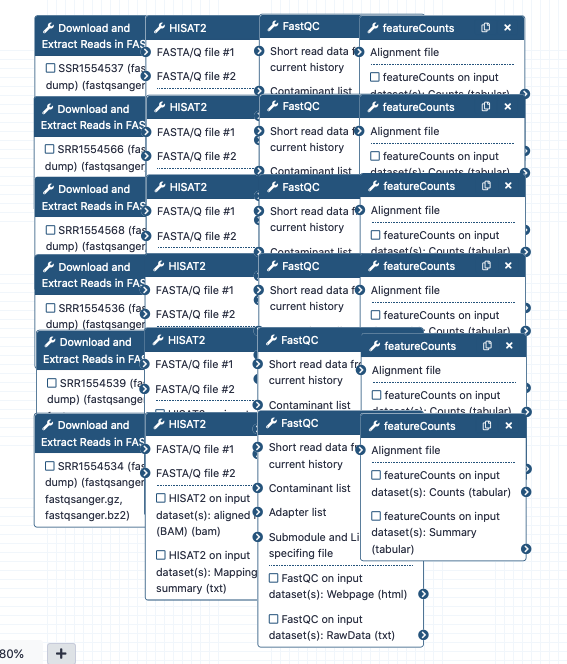 Download and
Extract Reads in FAS
SSR1554537 (fas
dump) (fastqsanger
HISAT2
FASTA/Q file #1
FASTA/Q file #2
FastQC
Short read data f
current history
Contaminant list
featureCounts
Alignment file
featureCounts on input
dataset(s): Counts (tabular)
Download and
Extract Reads in FAS
SRR1554566 (fas
dump) (fastqsanger
HISAT2
FASTA/Q file #1
FASTA/Q file #2
FastQC
Short read data f
current history
Contaminant list
featureCounts
Alignment file
featureCounts on input
dataset(s): Counts (tabular)
Download and
Extract Reads in FAS
SRR1554568 (fas
dump) (fastqsanger
HISAT2
FASTA/Q file #1
FASTA/Q file #2
FastQC
Short read data f
current history
Contaminant list
featureCounts
Alignment file
featureCounts on input
dataset(s): Counts (tabular)
Download and
Extract Reads in FAS
SSR1554536 (fas
dump) (fastqsanger
HISAT2
FASTA/Q file #1
FASTA/Q file #2
FastQC
Short read data f
current history
featureCounts
Alignment file
featureCounts on input
dataset(s): Counts (tabular)
Download and
Extract Reads in FAS
SSR1554539 (fas
dump) (fastqsanger
HISAT2
FASTA/Q file #1
FASTA/Q file #2
FastQC
Short read data fr
current history
Contaminant list
featureCounts
Alignment file
featureCounts on input
dataset(s): Counts (tabular)
Download and
Extract Reads in FAS
SRR1554534 (fas
dump) (fastqsanger
fastqsanger.gz,
fastqsanger.bz2)
HISAT2
FASTA/Q file #1
FASTA/Q file #2
HISAT2 on input
dataset(s): aligned
(BAM) (bam)
HISAT2 on input
dataset(s): Mapping
summary (txt)
FastQC
Short read data fr
current history
Contaminant list
Adapter list
Submodule and Li
specifing file
FastQC on input
dataset(s): Webpage (html)
FastQC on input
dataset(s): RawData (txt)
featureCounts
Alignment file
featureCounts on input
dataset(s): Counts (tabular)
featureCounts on input
dataset(s): Summary
(tabular)
80%